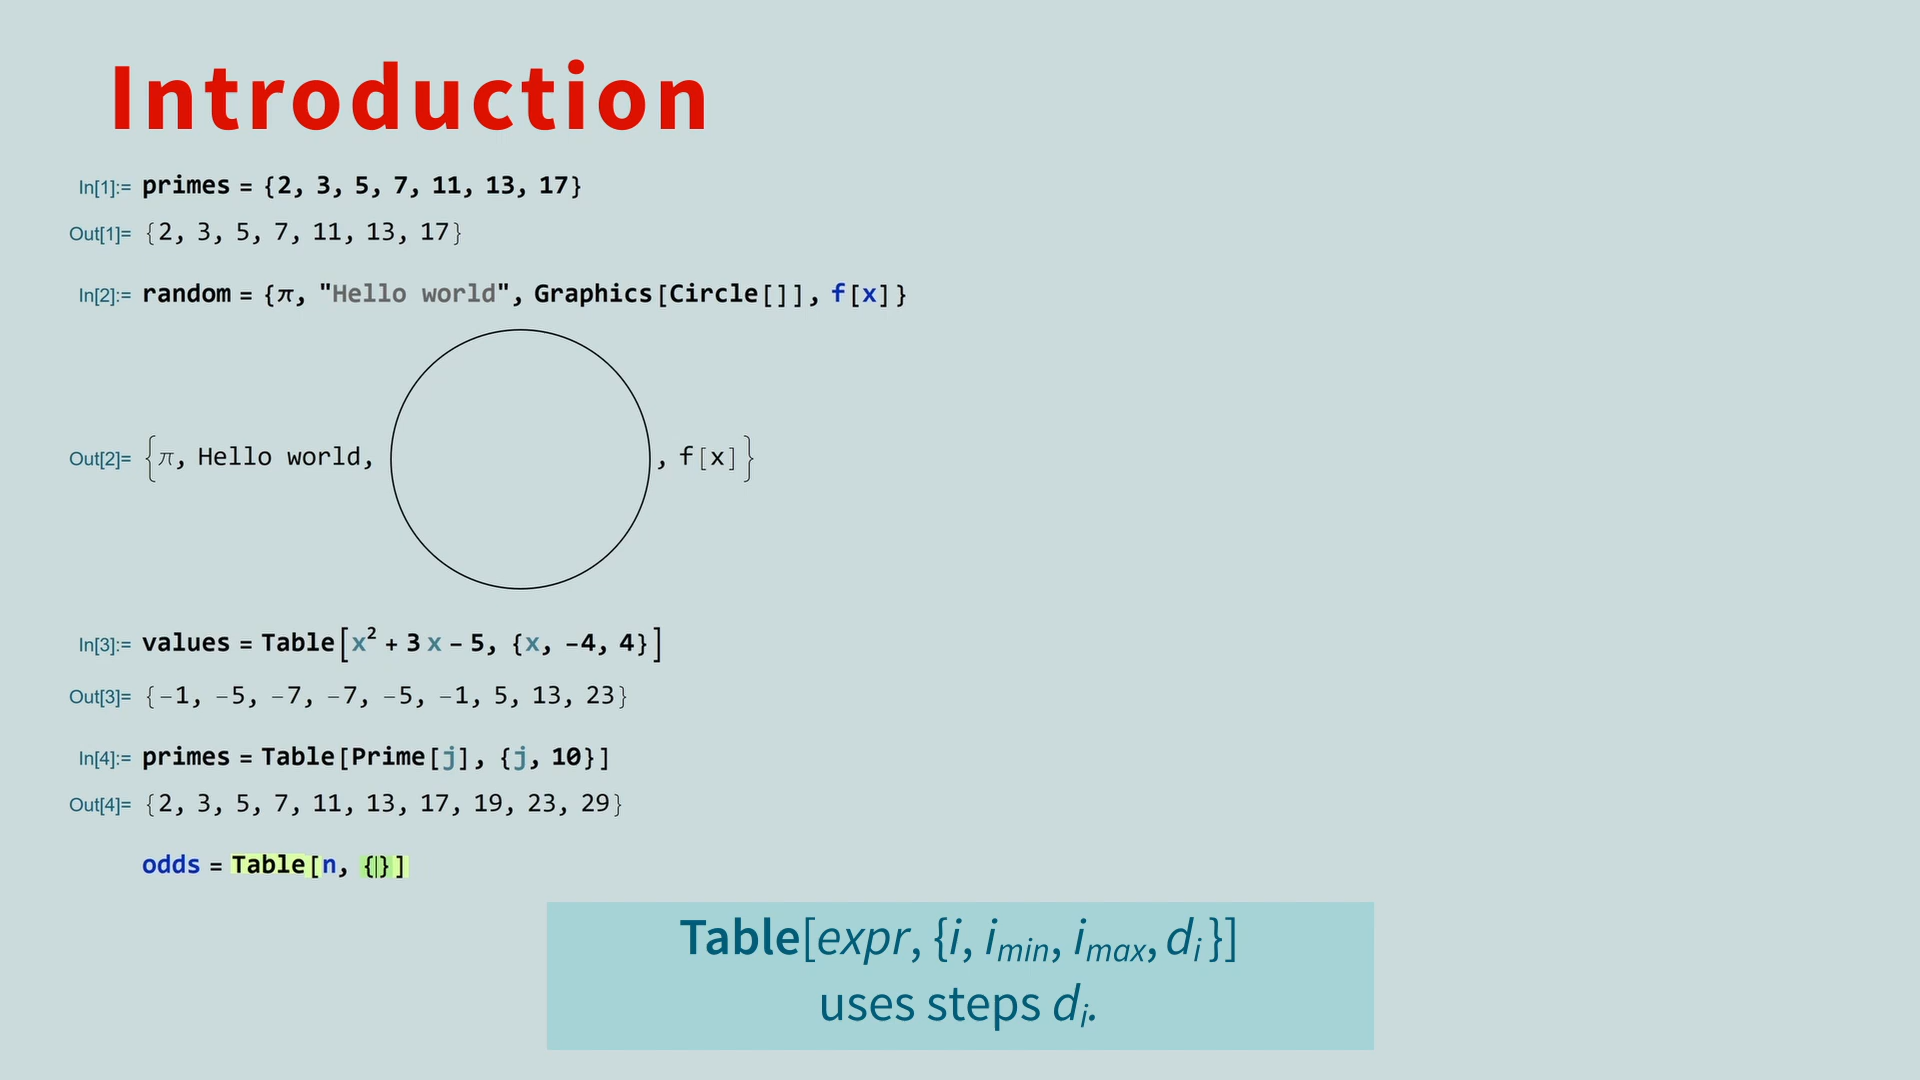 Introduction
In[1]:= primes = {2, 3, 5, 7, 11, 13, 17}
Out[1]= {2, 3, 5, 7, 11, 13, 17}
In[2]:= random = {π, "Hello world", Graphics[Circle[]], f[x]}
Out[2]= {π, Hello world, , f[x]}
In[3]:= values = Table[x² + 3 x – 5, {x, –4, 4}]
Out[3]= {–1, –5, –7, –7, –5, –1, 5, 13, 23}
In[4]:= primes = Table[Prime[j], {j, 10}]
Out[4]= {2, 3, 5, 7, 11, 13, 17, 19, 23, 29}
odds = Table[n, {}]
Table[expr, {i, imin, imax, di}]
uses steps di.